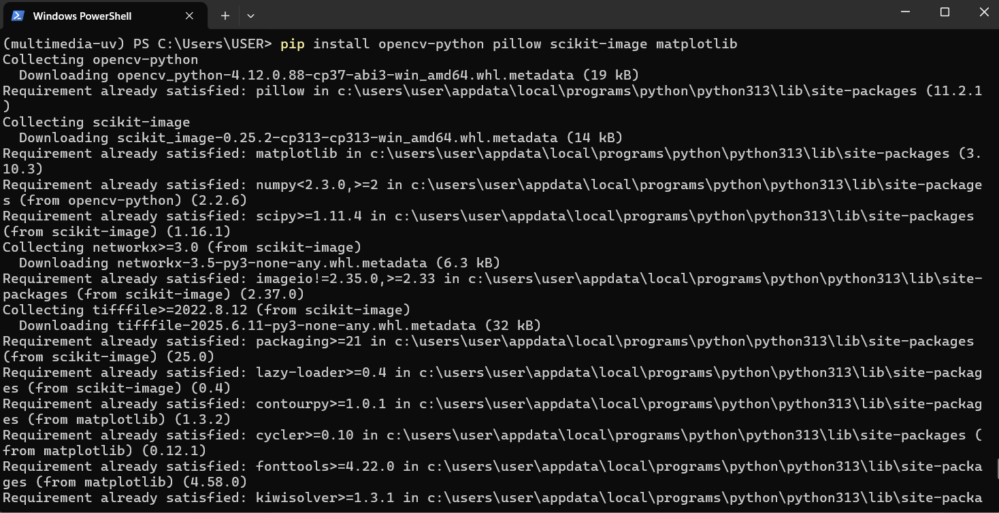 Windows PowerShell
(multimedia-uv) PS C:\Users\USER> pip install opencv-python pillow scikit-image matplotlib
Collecting opencv-python
  Downloading opencv_python-4.12.0.88-cp37-abi3-win_amd64.whl.metadata (19 kB)
Requirement already satisfied: pillow in c:\users\user\appdata\local\programs\python\python313\lib\site-packages (11.2.1
)
Collecting scikit-image
  Downloading scikit_image-0.25.2-cp313-cp313-win_amd64.whl.metadata (14 kB)
Requirement already satisfied: matplotlib in c:\users\user\appdata\local\programs\python\python313\lib\site-packages (3.
10.3)
Requirement already satisfied: numpy<2.3.0,>=2 in c:\users\user\appdata\local\programs\python\python313\lib\site-package
s (from opencv-python) (2.2.6)
Requirement already satisfied: scipy>=1.11.4 in c:\users\user\appdata\local\programs\python\python313\lib\site-packages
(from scikit-image) (1.16.1)
Collecting networkx>=3.0 (from scikit-image)
  Downloading networkx-3.5-py3-none-any.whl.metadata (6.3 kB)
Requirement already satisfied: imageio!=2.35.0,>=2.33 in c:\users\user\appdata\local\programs\python\python313\lib\site-
packages (from scikit-image) (2.37.0)
Collecting tifffile>=2022.8.12 (from scikit-image)
  Downloading tifffile-2025.6.11-py3-none-any.whl.metadata (32 kB)
Requirement already satisfied: packaging>=21 in c:\users\user\appdata\local\programs\python\python313\lib\site-packages
(from scikit-image) (25.0)
Requirement already satisfied: lazy-loader>=0.4 in c:\users\user\appdata\local\programs\python\python313\lib\site-packag
es (from scikit-image) (0.4)
Requirement already satisfied: contourpy>=1.0.1 in c:\users\user\appdata\local\programs\python\python313\lib\site-packag
es (from matplotlib) (1.3.2)
Requirement already satisfied: cycler>=0.10 in c:\users\user\appdata\local\programs\python\python313\lib\site-packages (
from matplotlib) (0.12.1)
Requirement already satisfied: fonttools>=4.22.0 in c:\users\user\appdata\local\programs\python\python313\lib\site-packa
ges (from matplotlib) (4.58.0)
Requirement already satisfied: kiwisolver>=1.3.1 in c:\users\user\appdata\local\programs\python\python313\lib\site-packa